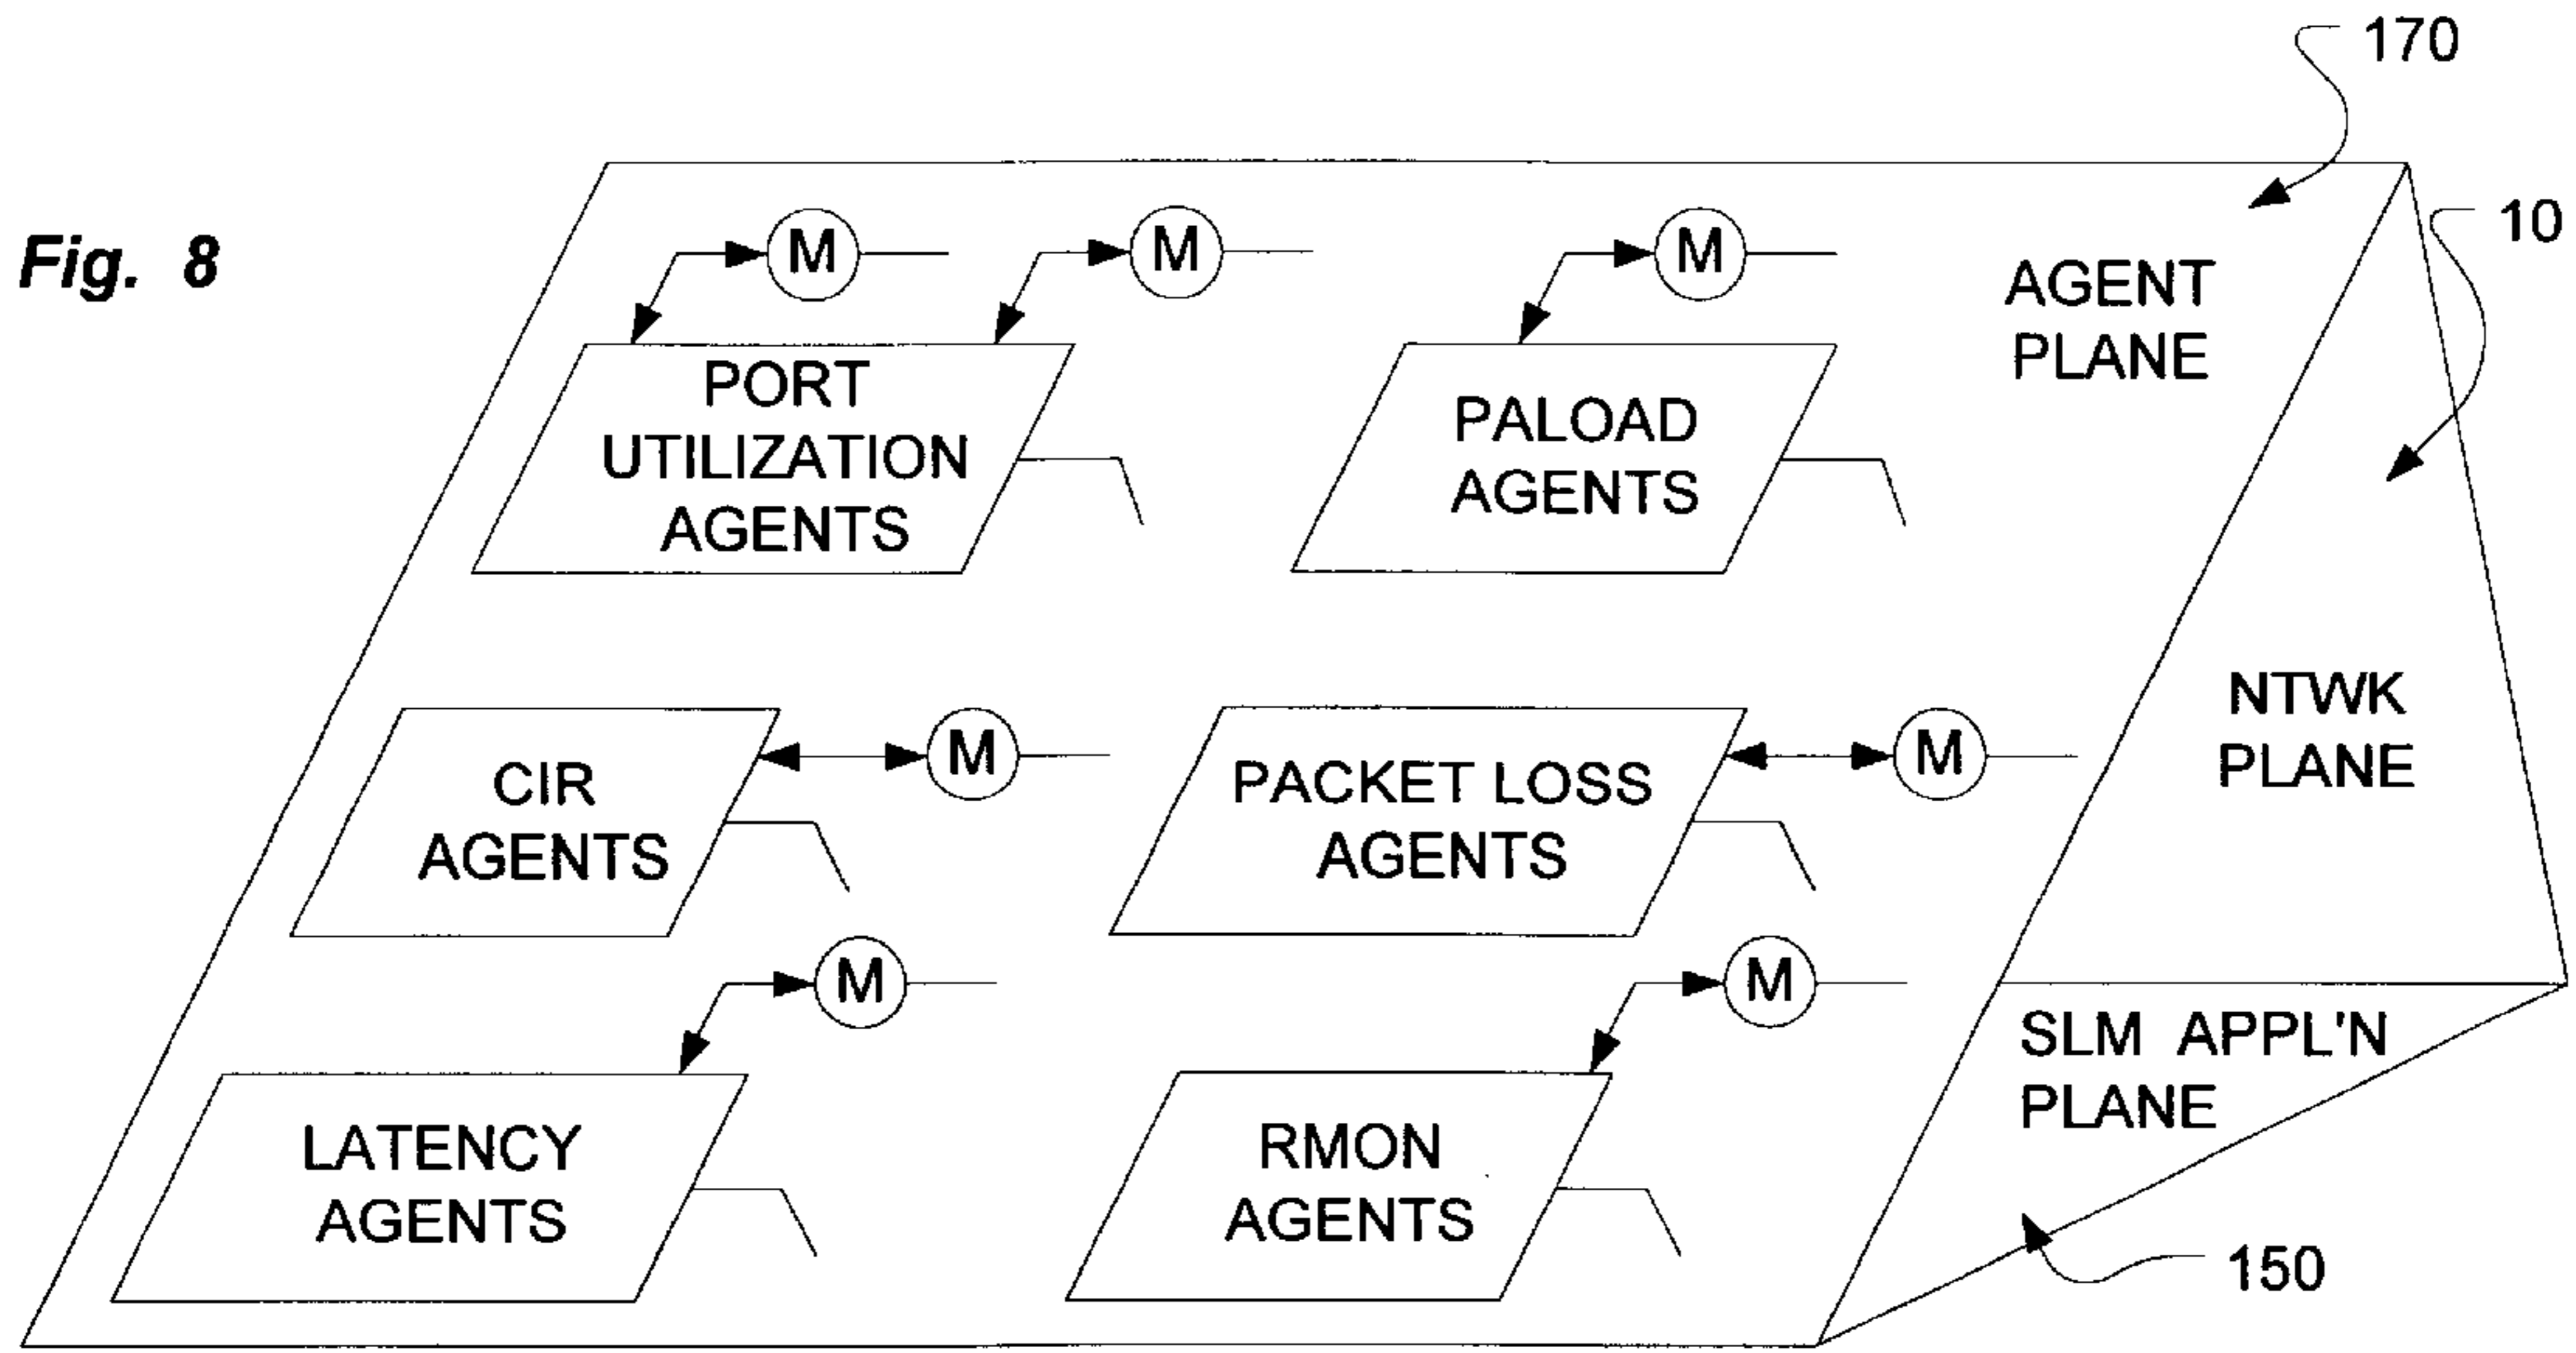 170
10
Fig. 8
M
M
M
AGENT
PLANE
PORT
UTILIZATION
AGENTS
PALOAD
AGENTS
NTWK
PLANE
CIR
AGENTS
M
PACKET LOSS
AGENTS
M
M
M
SLM APPL'N
PLANE
LATENCY
AGENTS
RMON
AGENTS
150